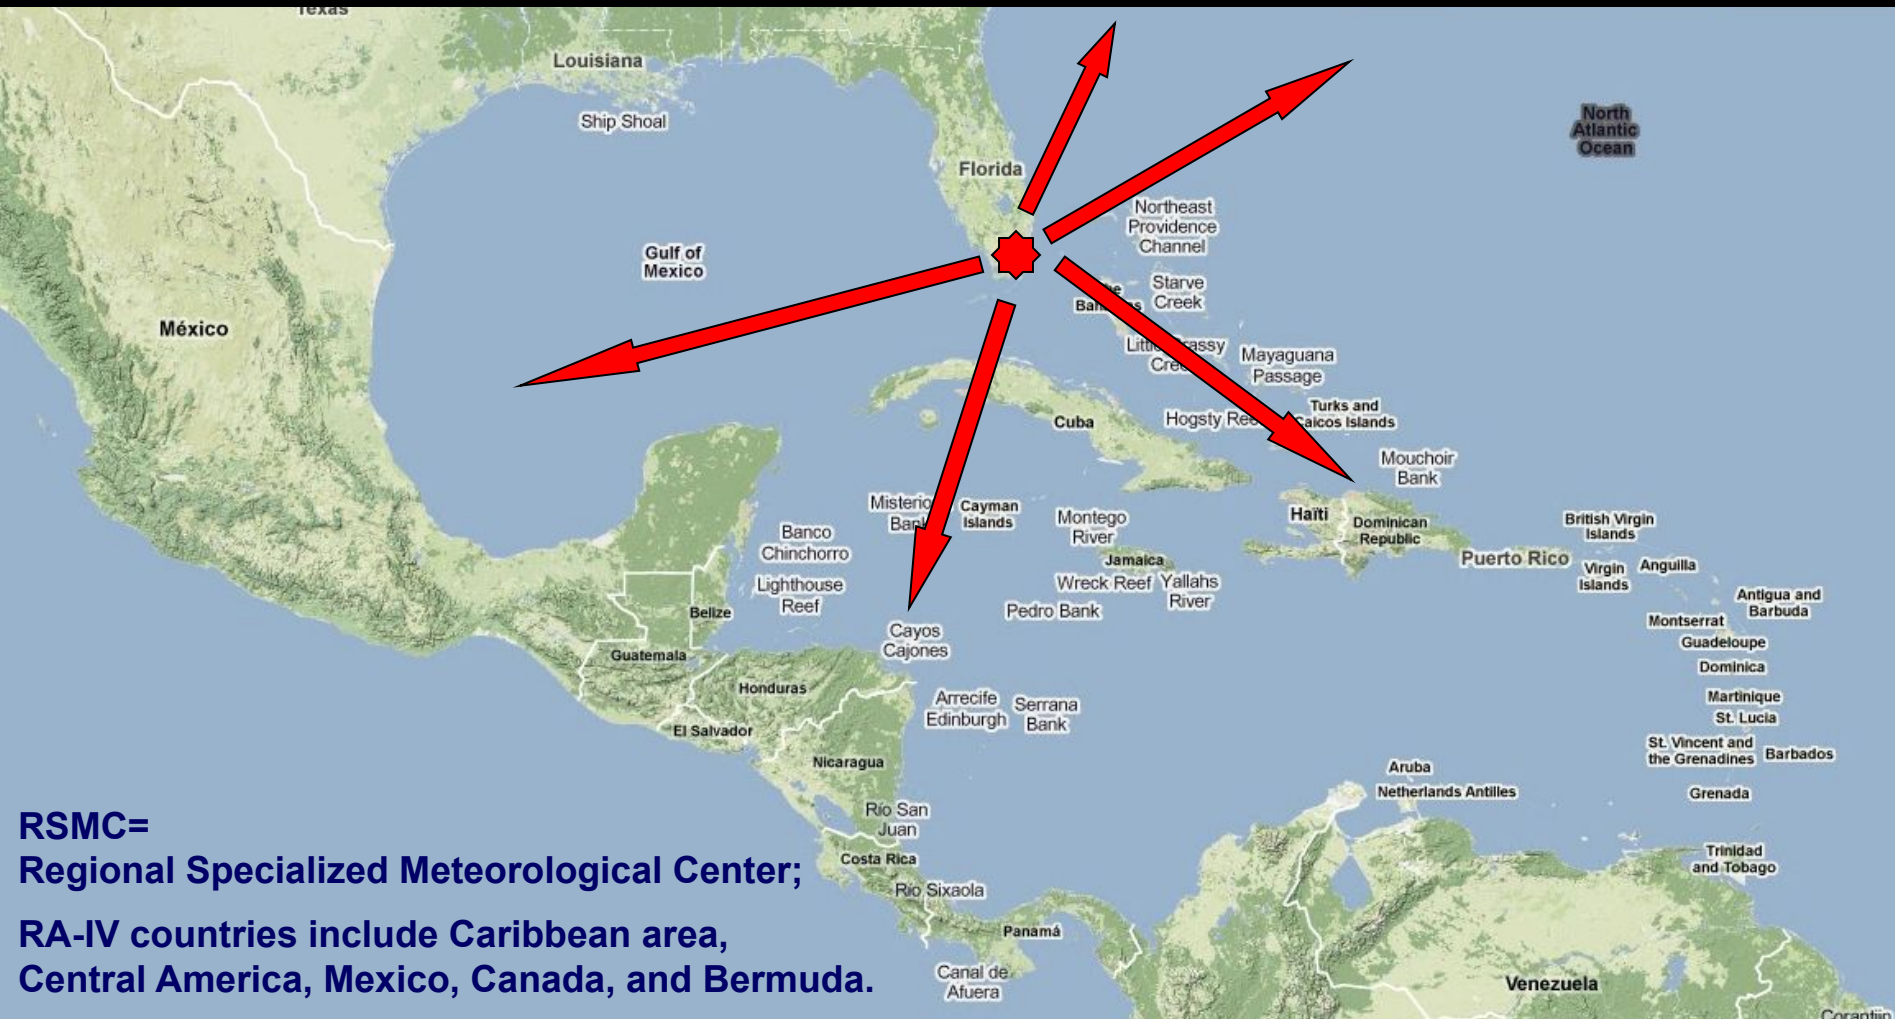 Texas
Louisiana
Ship Shoal
North
Atlantic
Ocean
Florida
Northeast
Providence
Channel
Gulf of
Mexico
Starve
Creek
México
Mayaguana
Passage
Turks and
Caicos Islands
Hogsty
Cuba
Mouchoir
Bank
Cayman
Islands
Montego
River
Haïti
Dominican
Republic
British Virgin
Islands
Banco
Chinchorro
Jamaica
Puerto Rico
Virgin
Islands
Anguilla
Lighthouse
Reef
Wreck Reef
Yallahs
River
Pedro Bank
Antigua and
Barbuda
Belize
Montserrat
Cayos
Cajones
Guadeloupe
Guatemala
Dominica
Honduras
Martinique
Arrecife
Edinburgh
Serrana
Bank
St. Lucia
El Salvador
St. Vincent and
the Grenadines
Barbados
Nicaragua
Aruba
Netherlands Antilles
Grenada
Río San
Juan
Costa Rica
Trinidad
and Tobago
Río Sixaola
Panamá
Canal de
Afuera
Venezuela
RSMC=
Regional Specialized Meteorological Center;
RA-IV countries include Caribbean area,
Central America, Mexico, Canada, and Bermuda.